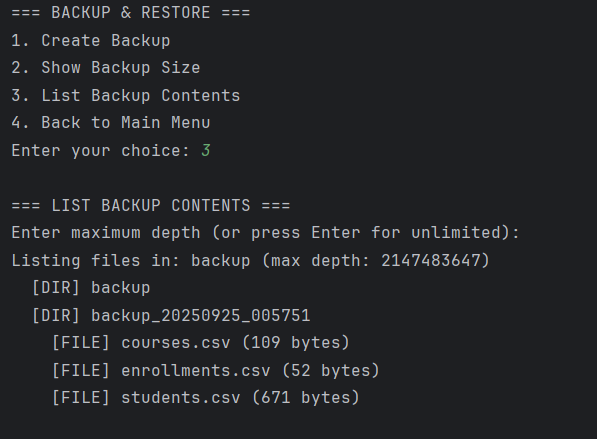 === BACKUP & RESTORE ===
1. Create Backup
2. Show Backup Size
3. List Backup Contents
4. Back to Main Menu
Enter your choice: 3
=== LIST BACKUP CONTENTS ===
Enter maximum depth (or press Enter for unlimited):
Listing files in: backup (max depth: 2147483647)
[DIR] backup
[DIR] backup_20250925_005751
[FILE] courses.csv (109 bytes)
[FILE] enrollments.csv (52 bytes)
[FILE] students.csv (671 bytes)